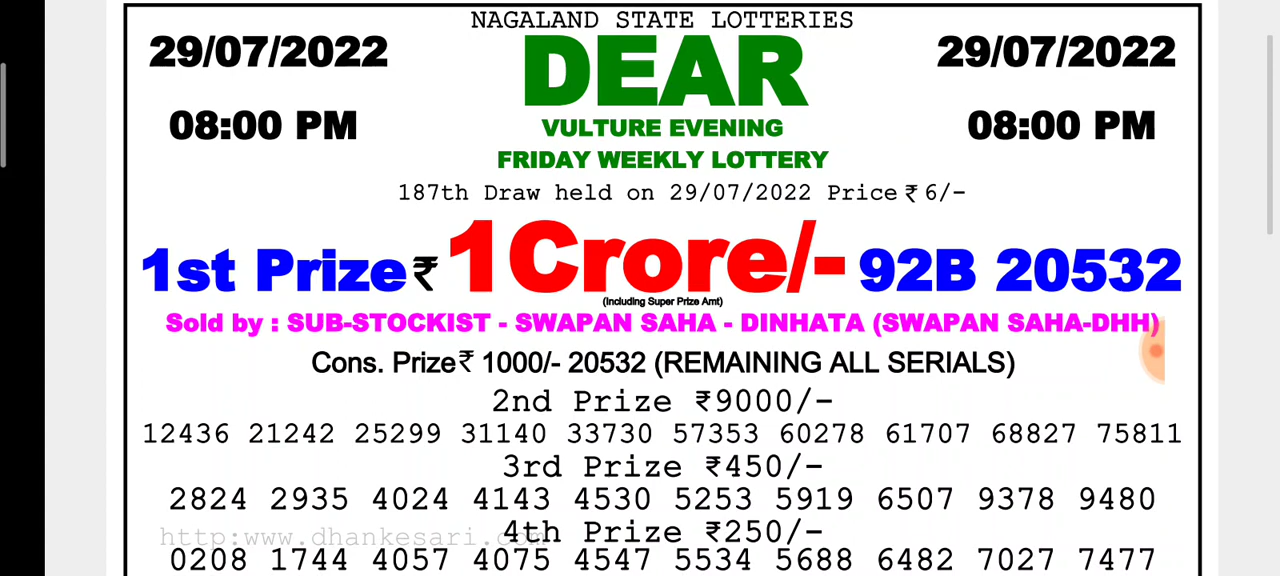 NAGALAND STATE LOTTERIES
29/07/2022 DEAR 29/07/2022
08:00 PM VULTURE EVENING 08:00 PM
FRIDAY WEEKLY LOTTERY
187th Draw held on 29/07/2022 Price ₹ 6/-
1st Prize ₹ 1Crore/- 92B 20532
(Including Super Prize Amt)
Sold by : SUB-STOCKIST - SWAPAN SAHA - DINHATA (SWAPAN SAHA-DHH)
Cons. Prize ₹ 1000/- 20532 (REMAINING ALL SERIALS)
2nd Prize ₹9000/-
12436 21242 25299 31140 33730 57353 60278 61707 68827 75811
3rd Prize ₹450/-
2824 2935 4024 4143 4530 5253 5919 6507 9378 9480
4th Prize ₹250/-
http:www.dhankesari.com
0208 1744 4057 4075 4547 5534 5688 6482 7027 7477